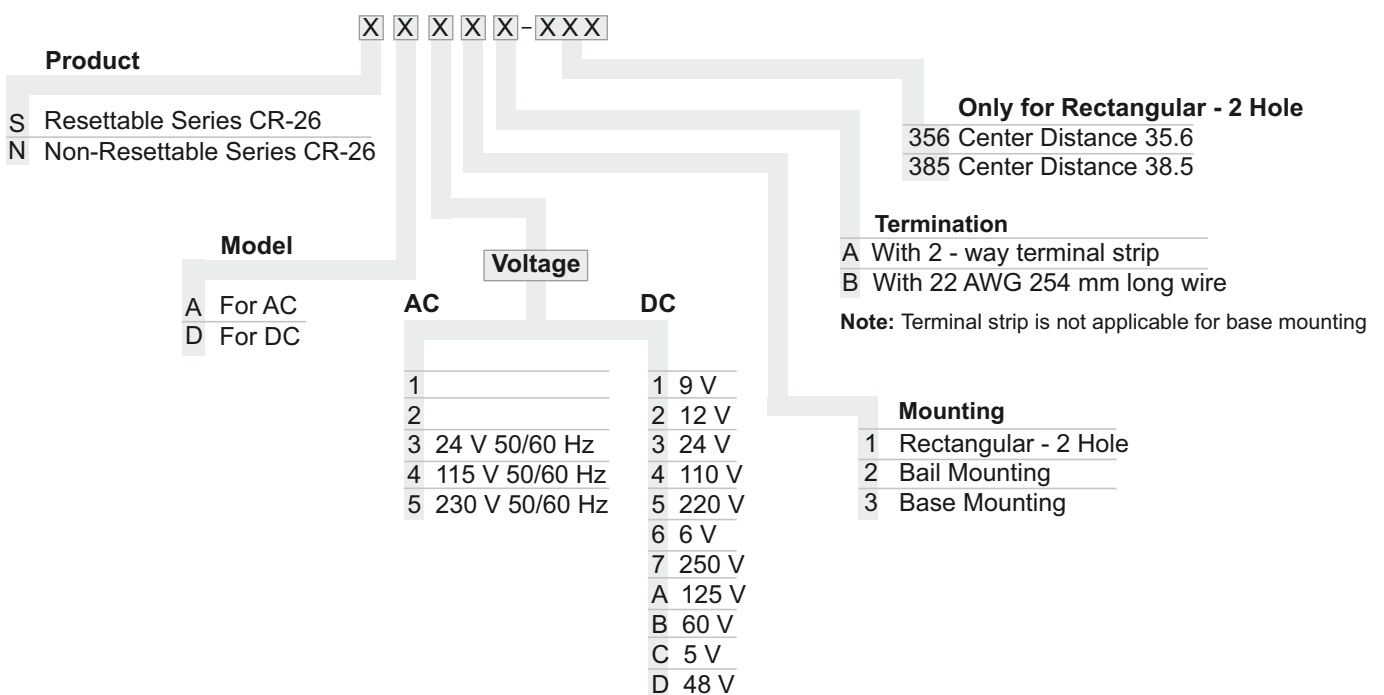 X X X X X-XXX
Product
S Resettable Series CR-26
N Non-Resettable Series CR-26
Only for Rectangular - 2 Hole
356 Center Distance 35.6
385 Center Distance 38.5
Model
A For AC
D For DC
Voltage
AC
1
2
3 24 V 50/60 Hz
4 115 V 50/60 Hz
5 230 V 50/60 Hz
DC
1 9 V
2 12 V
3 24 V
4 110 V
5 220 V
6 6 V
7 250 V
A 125 V
B 60 V
C 5 V
D 48 V
Termination
A With 2 - way terminal strip
B With 22 AWG 254 mm long wire
Note: Terminal strip is not applicable for base mounting
Mounting
1 Rectangular - 2 Hole
2 Bail Mounting
3 Base Mounting